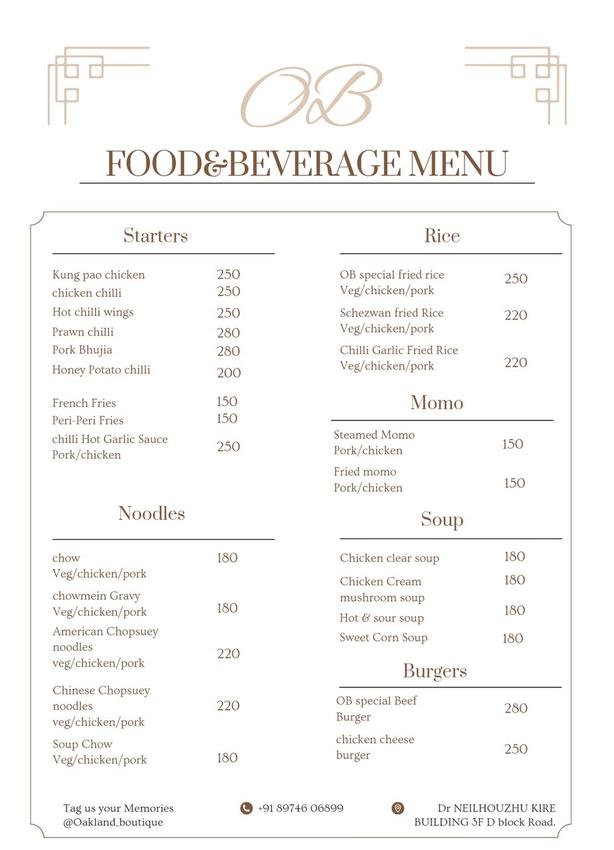 OB
FOOD&BEVERAGE MENU
Starters
Kung pao chicken 250
chicken chilli 250
Hot chilli wings 250
Prawn chilli 280
Pork Bhujia 280
Honey Potato chilli 200
French Fries 150
Peri-Peri Fries 150
chilli Hot Garlic Sauce
Pork/chicken 250
Noodles
chow 180
Veg/chicken/pork
chowmein Gravy
Veg/chicken/pork 180
American Chopsuey
noodles
veg/chicken/pork 220
Chinese Chopsuey
noodles 220
veg/chicken/pork
Soup Chow
Veg/chicken/pork 180
Rice
OB special fried rice 250
Veg/chicken/pork
Schezwan fried Rice 220
Veg/chicken/pork
Chilli Garlic Fried Rice
Veg/chicken/pork 220
Momo
Steamed Momo 150
Pork/chicken
Fried momo
Pork/chicken 150
Soup
Chicken clear soup 180
Chicken Cream 180
mushroom soup
Hot & sour soup 180
Sweet Corn Soup 180
Burgers
OB special Beef 280
Burger
chicken cheese 250
burger
Tag us your Memories
@Oakland_boutique
+91 89746 06899
Dr NEILHOUZHU KIRE
BUILDING 3F D block Road.